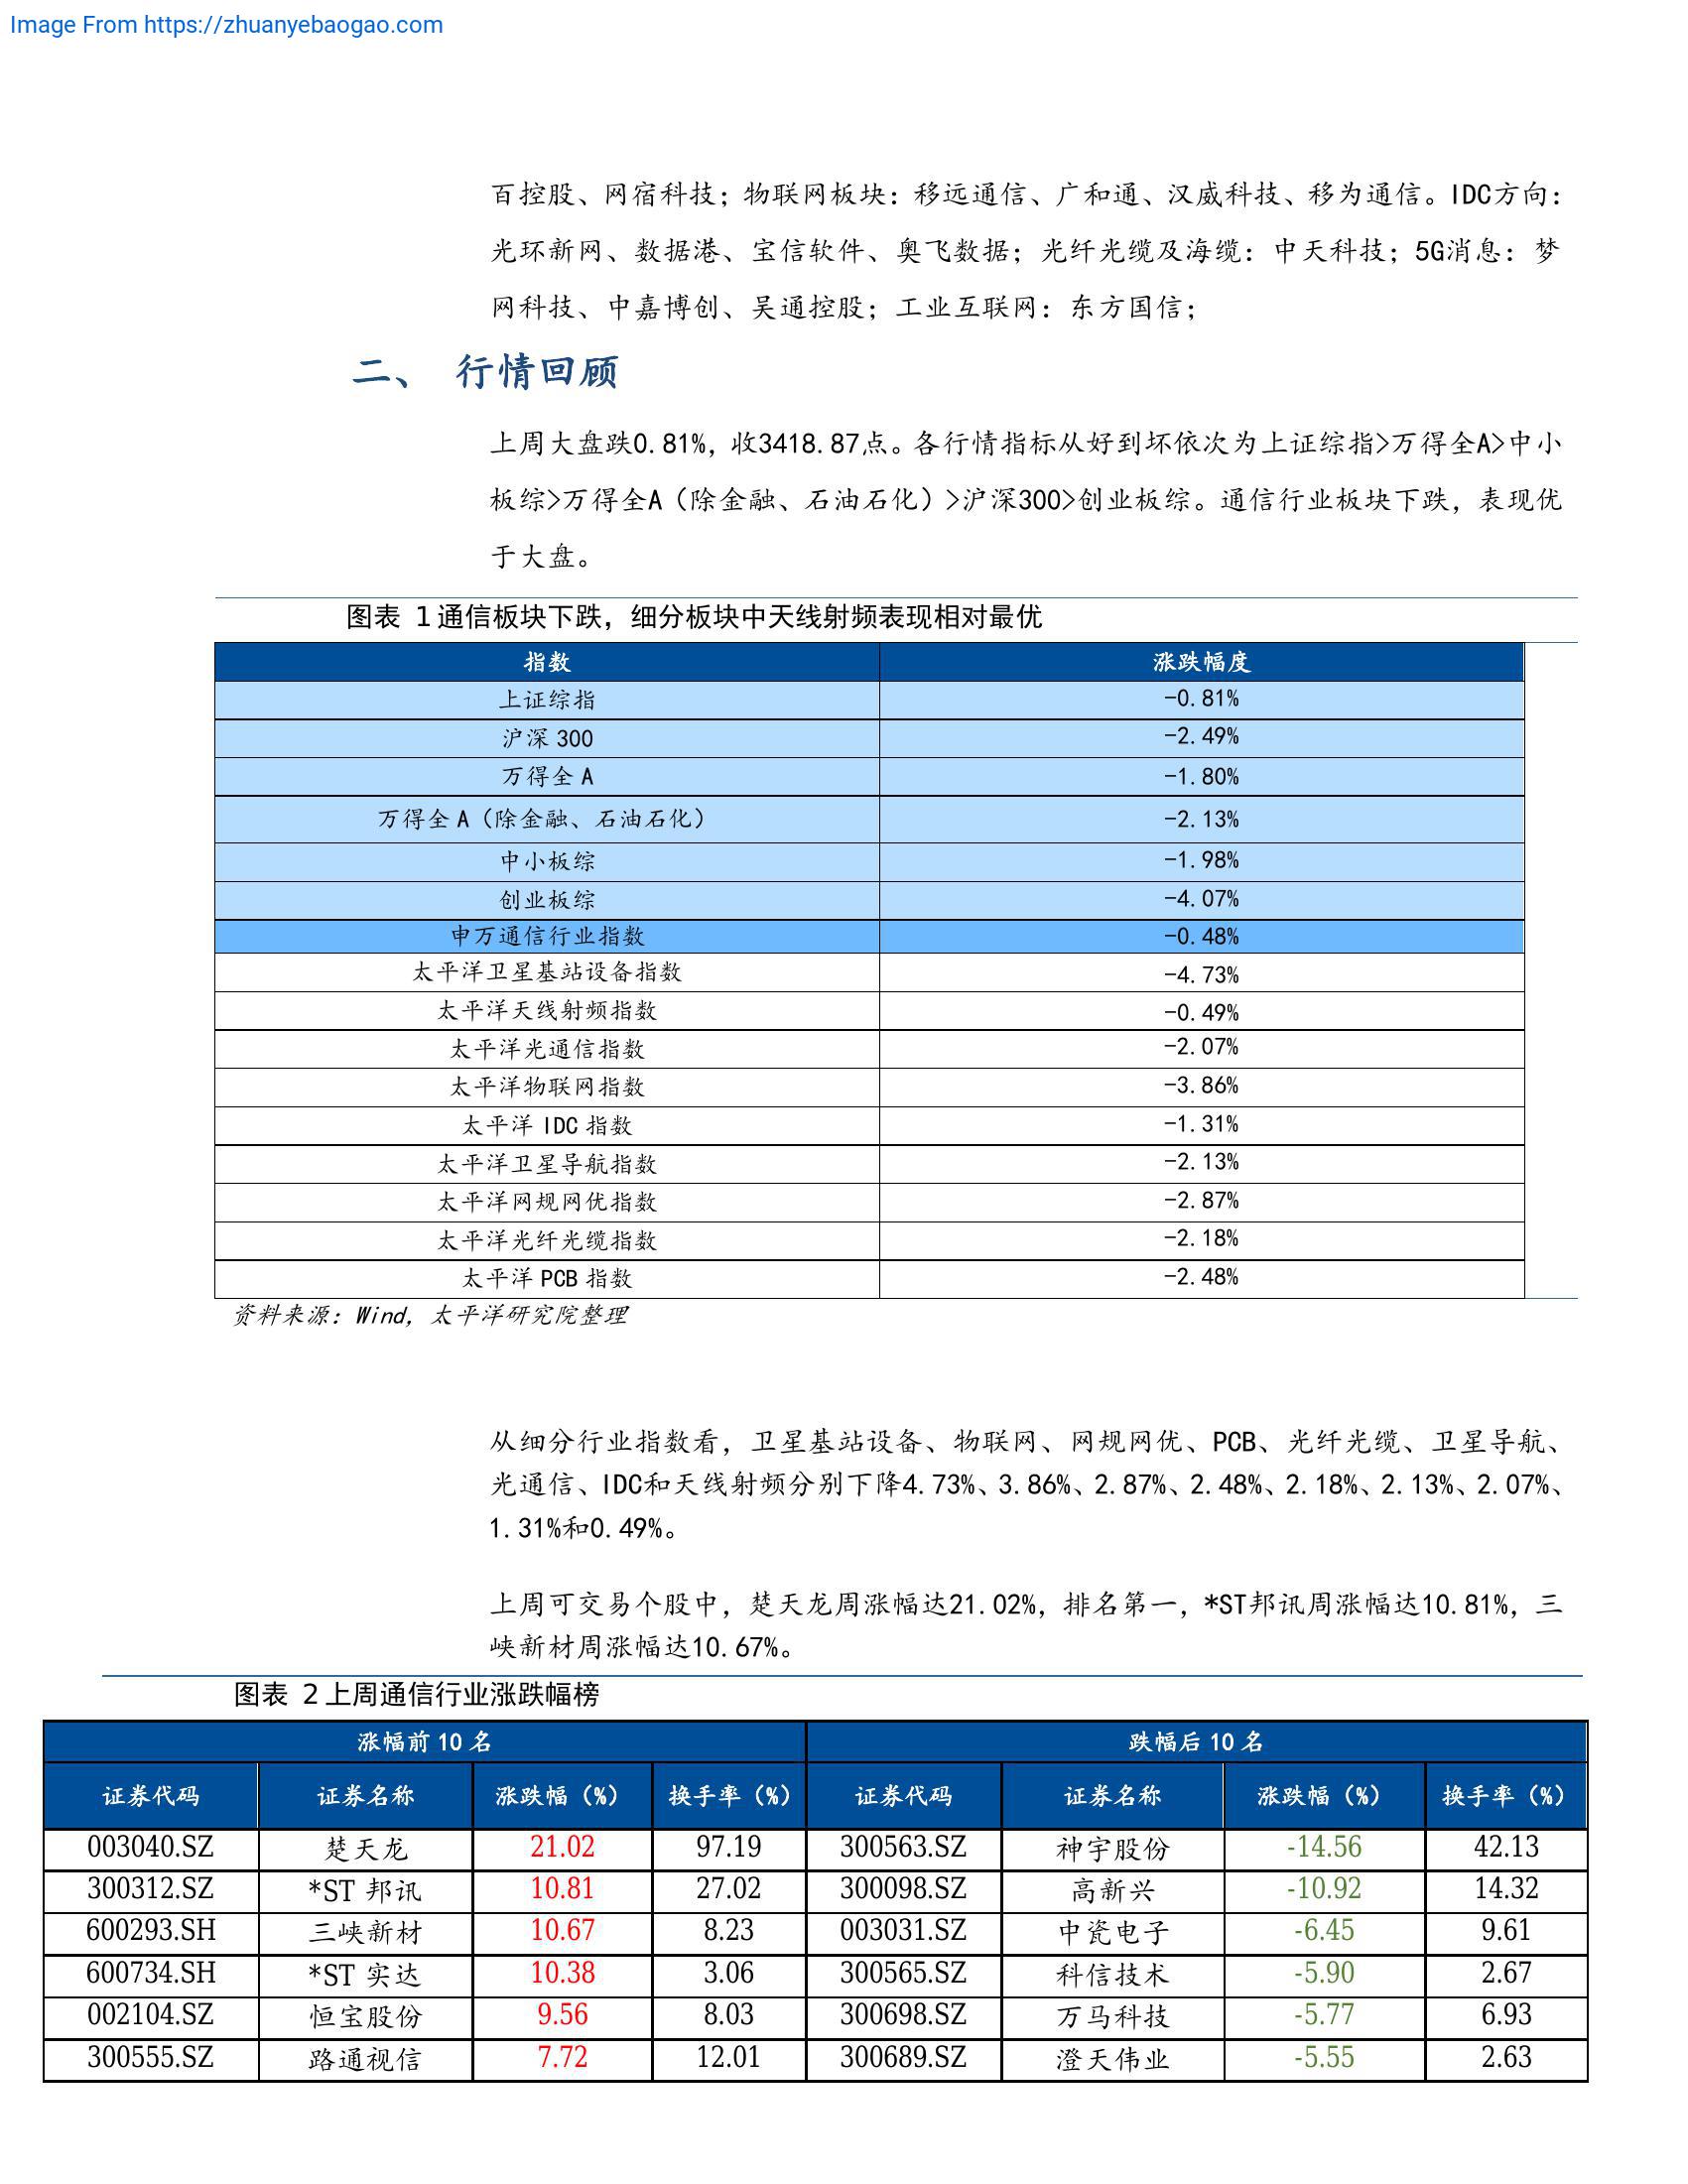 Image From https://zhuanyebaogao.com
百控股、网宿科技；物联网板块：移远通信、广和通、汉威科技、移为通信。IDC方向：
光环新网、数据港、宝信软件、奥飞数据；光纤光缆及海缆：中天科技；5G消息：梦
网科技、中嘉博创、吴通控股；工业互联网：东方国信；
二、 行情回顾
上周大盘跌0.81%，收3418.87点。各行情指标从好到坏依次为上证综指>万得全A>中小
板综>万得全A（除金融、石油石化）>沪深300>创业板综。通信行业板块下跌，表现优
于大盘。
图表 1 通信板块下跌，细分板块中天线射频表现相对最优
指数 涨跌幅度
上证综指 -0.81%
沪深 300 -2.49%
万得全 A -1.80%
万得全 A（除金融、石油石化） -2.13%
中小板综 -1.98%
创业板综 -4.07%
申万通信行业指数 -0.48%
太平洋卫星基站设备指数 -4.73%
太平洋天线射频指数 -0.49%
太平洋光通信指数 -2.07%
太平洋物联网指数 -3.86%
太平洋 IDC 指数 -1.31%
太平洋卫星导航指数 -2.13%
太平洋网规网优指数 -2.87%
太平洋光纤光缆指数 -2.18%
太平洋 PCB 指数 -2.48%
资料来源：Wind，太平洋研究院整理
从细分行业指数看，卫星基站设备、物联网、网规网优、PCB、光纤光缆、卫星导航、
光通信、IDC和天线射频分别下降4.73%、3.86%、2.87%、2.48%、2.18%、2.13%、2.07%、
1.31%和0.49%。
上周可交易个股中，楚天龙周涨幅达21.02%，排名第一，*ST邦讯周涨幅达10.81%，三
峡新材周涨幅达10.67%。
图表 2 上周通信行业涨跌幅榜
涨幅前 10 名 跌幅后 10 名
证券代码 证券名称 涨跌幅（%） 换手率（%） 证券代码 证券名称 涨跌幅（%） 换手率（%）
003040.SZ 楚天龙 21.02 97.19 300563.SZ 神宇股份 -14.56 42.13
300312.SZ *ST 邦讯 10.81 27.02 300098.SZ 高新兴 -10.92 14.32
600293.SH 三峡新材 10.67 8.23 003031.SZ 中瓷电子 -6.45 9.61
600734.SH *ST 实达 10.38 3.06 300565.SZ 科信技术 -5.90 2.67
002104.SZ 恒宝股份 9.56 8.03 300698.SZ 万马科技 -5.77 6.93
300555.SZ 路通视信 7.72 12.01 300689.SZ 澄天伟业 -5.55 2.63